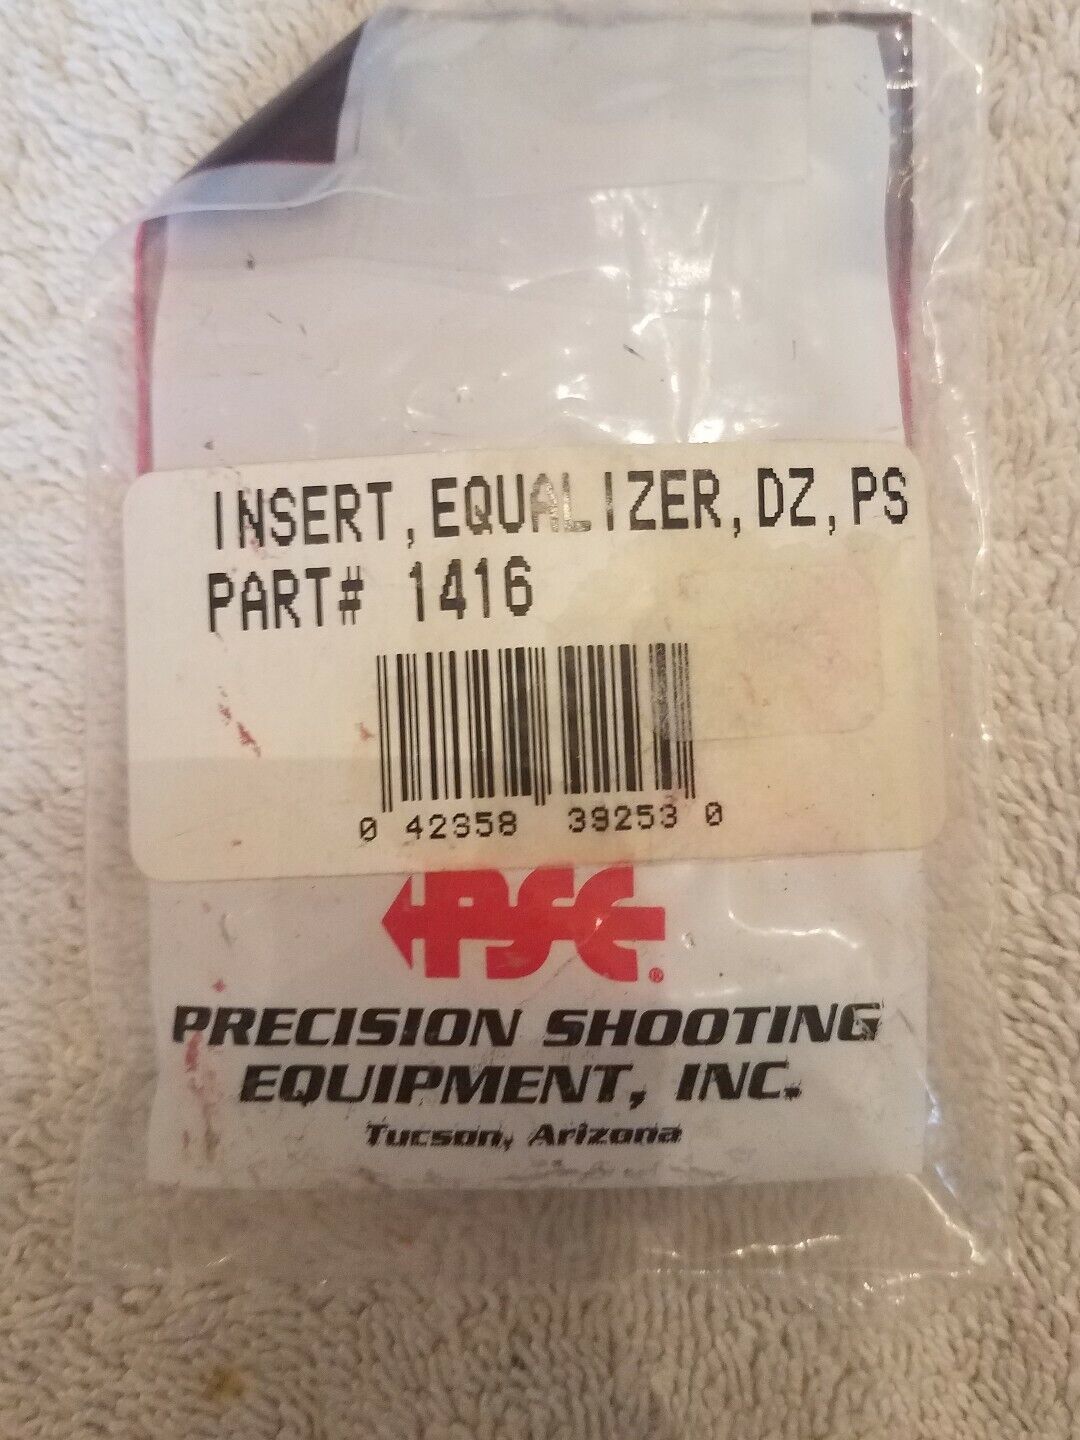 INSERT, EQUALIZER, DZ, PS
PART# 1416
0 42358 39253 0
PSE®
PRECISION SHOOTING
EQUIPMENT, INC.
Tucson, Arizona